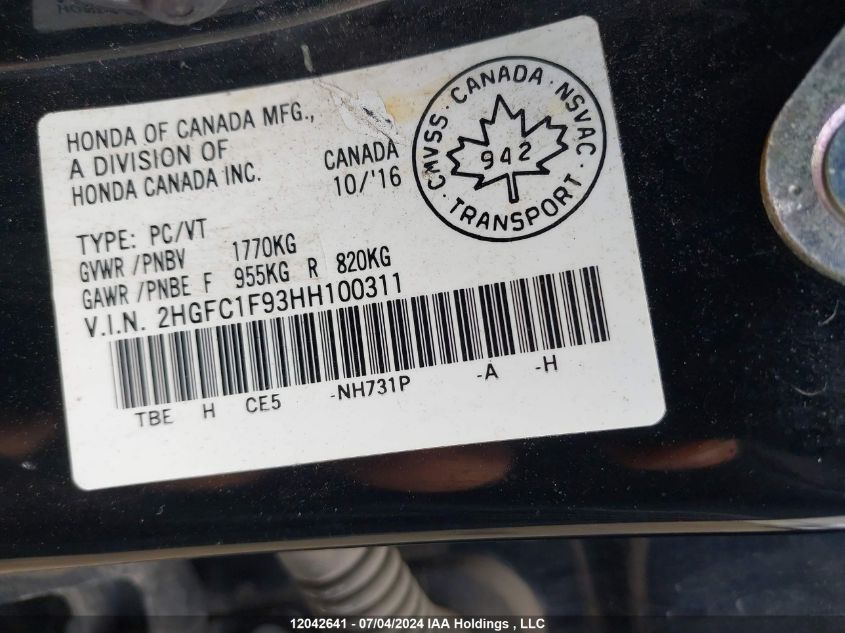 HONDA OF CANADA MFG.,
A DIVISION OF
HONDA CANADA INC.
CANADA
10/'16
CMVSS · CANADA · NSVAC · TRANSPORT ·
942
TYPE: PC/VT
GVWR /PNBV 1770KG
GAWR /PNBE F 955KG R 820KG
V.I.N. 2HGFC1F93HH100311
TBE H CE5 -NH731P -A -H
12042641 - 07/04/2024 IAA Holdings , LLC